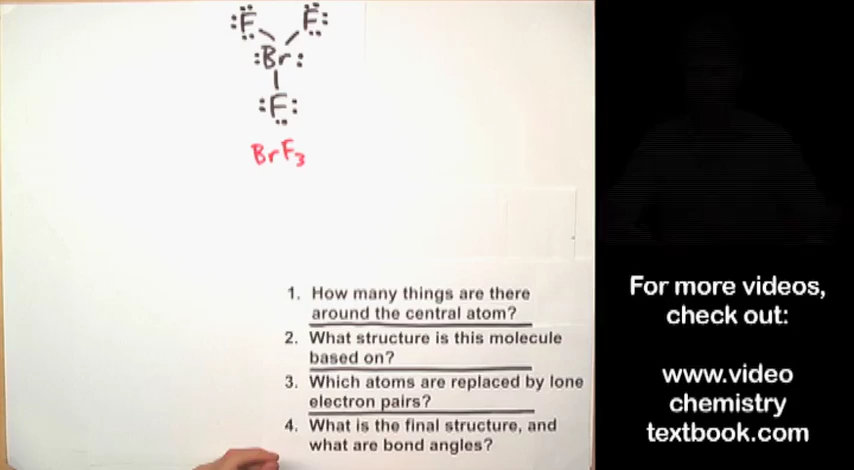 :F: F:
:Br:
:F:
BrF₃
1. How many things are there
around the central atom?
2. What structure is this molecule
based on?
3. Which atoms are replaced by lone
electron pairs?
4. What is the final structure, and
what are bond angles?
For more videos,
check out:
www.video
chemistry
textbook.com